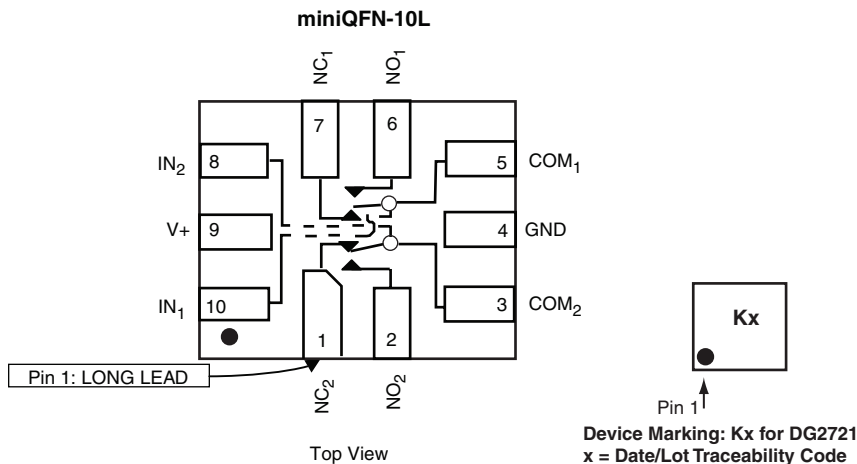 miniQFN-10L
NC1
NO1
7
6
IN2
8
5
COM1
V+
9
4
GND
IN1
10
3
COM2
1
2
Pin 1: LONG LEAD
NC2
NO2
Top View
Kx
Pin 1
Device Marking: Kx for DG2721
x = Date/Lot Traceability Code